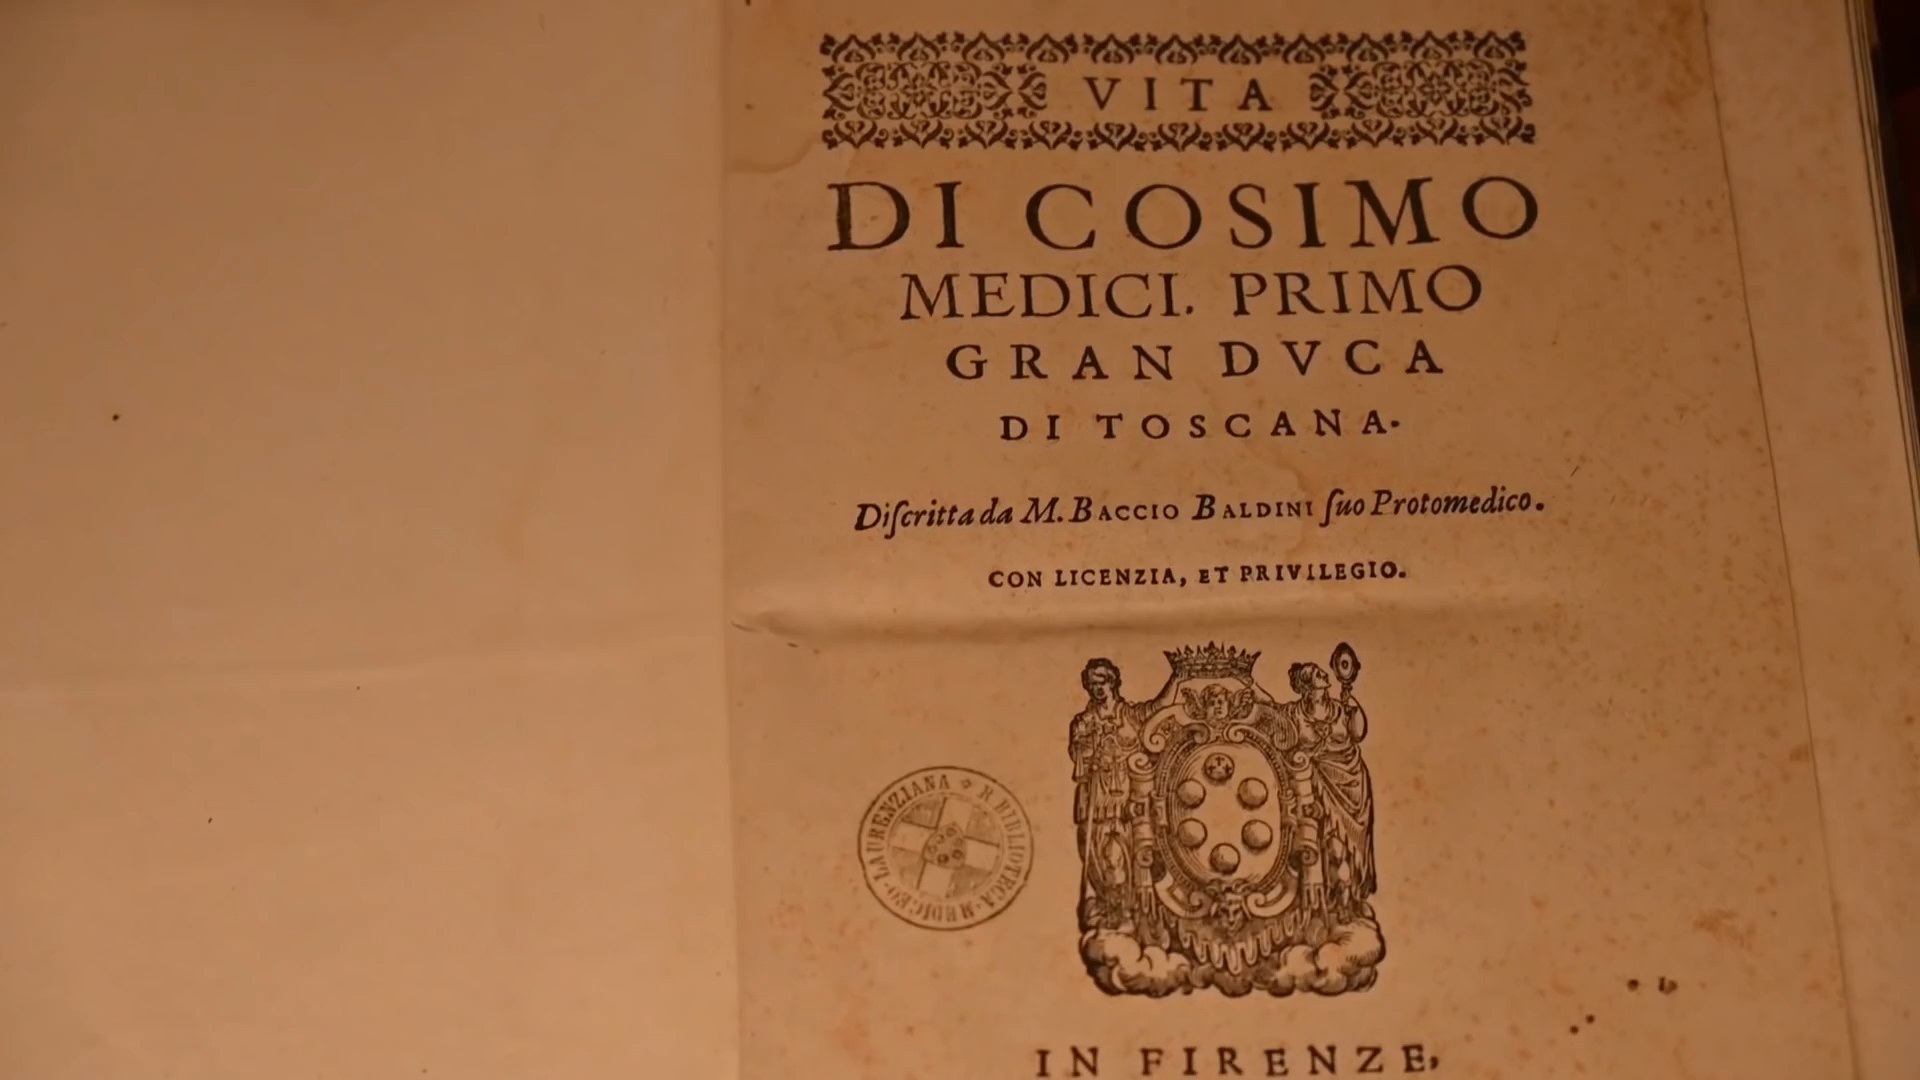 VITA
DI COSIMO
MEDICI. PRIMO
GRAN DVCA
DI TOSCANA.
Diſcritta da M. BACCIO BALDINI ſuo Protomedico.
CON LICENZIA, ET PRIVILEGIO.
R. BIBLIOTECA·MEDICEO·LAURENZIANA
IN FIRENZE,